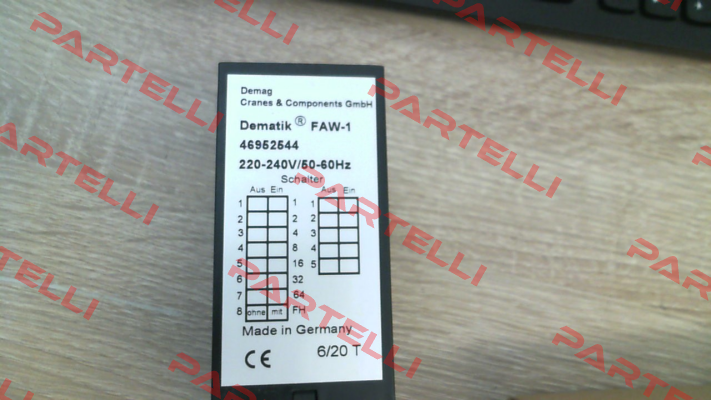 Demag
Cranes & Components GmbH
Dematik® FAW-1
46952544
220-240V/50-60Hz
Schalter
Aus Ein Aus Ein
1 1 1
2 2 2
3 4 3
4 8 4
5 16 5
6 32
7 64
8 ohne mit FH
Made in Germany
CE 6/20 T
PARTELLI
PARTELLI
PARTELLI
PARTELLI
PARTELLI
PARTELLI
PARTELLI
PARTELLI
PARTELLI